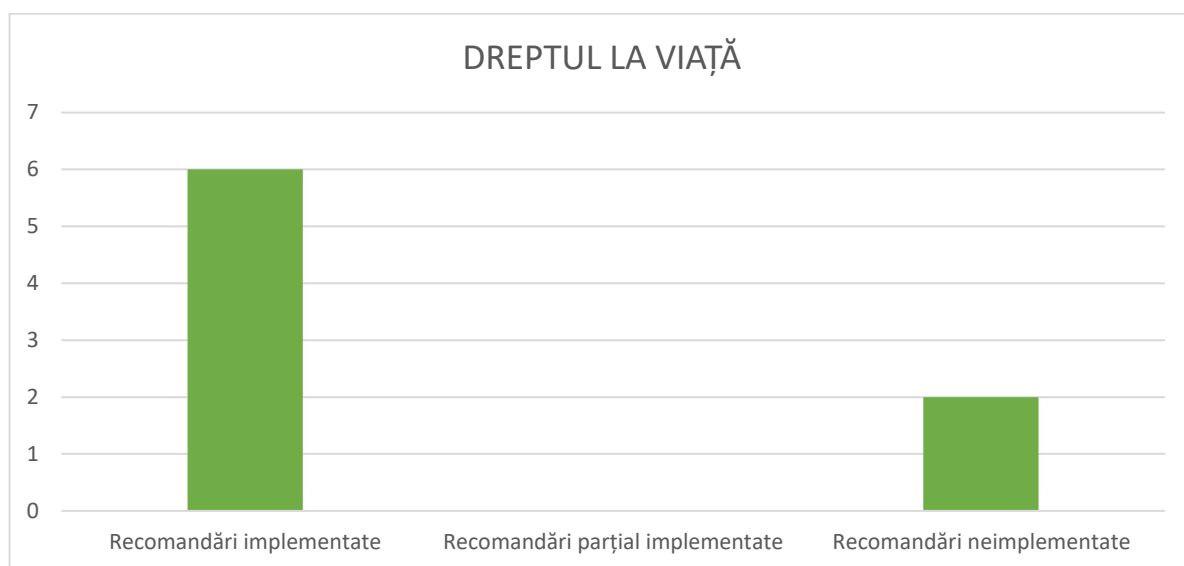 DREPTUL LA VIAȚĂ
7
6
5
4
3
2
1
0
Recomandări implementate
Recomandări parțial implementate
Recomandări neimplementate